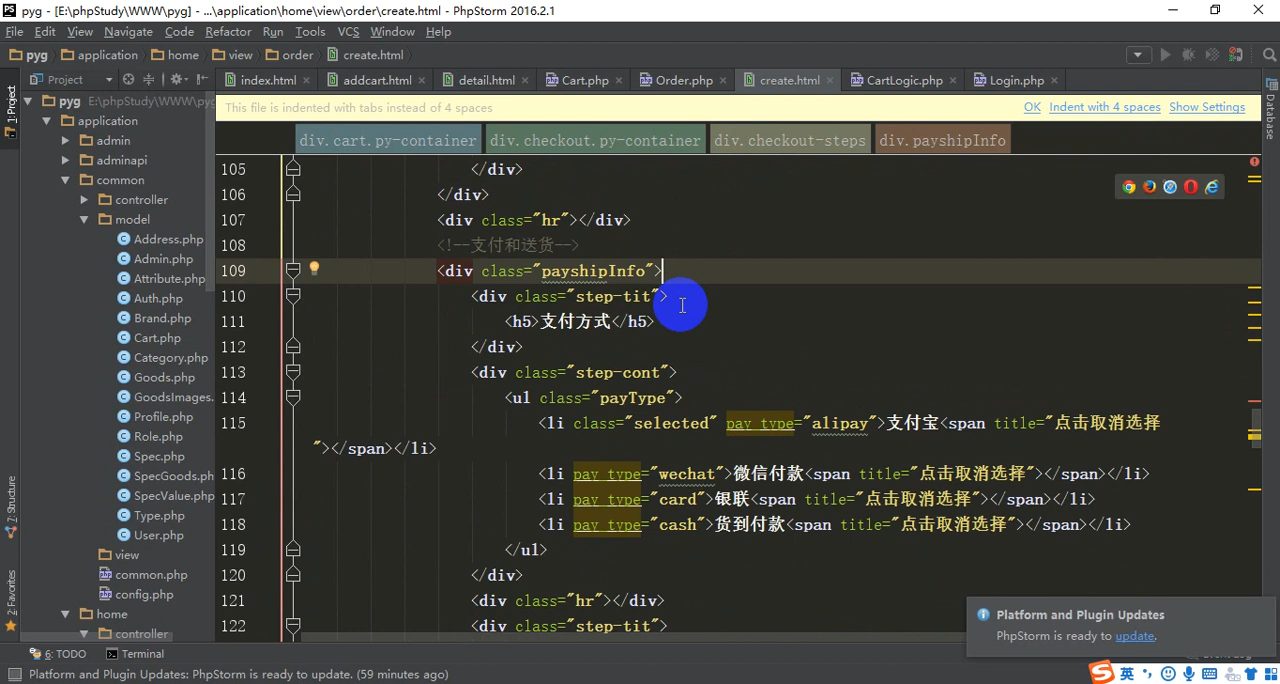 pyg - [E:\phpStudy\WWW\pyg] - ...\application\home\view\order\create.html - PhpStorm 2016.2.1
File Edit View Navigate Code Refactor Run Tools VCS Window Help
pyg application home view order create.html
Project index.html addcart.html detail.html Cart.php Order.php create.html CartLogic.php Login.php
1: Project
Database
7: Structure
2: Favorites
pyg E:\phpStudy\WWW\pyg
application
admin
adminapi
common
controller
model
Address.php
Admin.php
Attribute.php
Auth.php
Brand.php
Cart.php
Category.php
Goods.php
GoodsImages.
Profile.php
Role.php
Spec.php
SpecGoods.ph
SpecValue.php
Type.php
User.php
view
common.php
config.php
home
controller
This file is indented with tabs instead of 4 spaces OK Indent with 4 spaces Show Settings
div.cart.py-container div.checkout.py-container div.checkout-steps div.payshipInfo
105 </div>
106 </div>
107 <div class="hr"></div>
108 <!--支付和送货-->
109 <div class="payshipInfo">
110 <div class="step-tit">
111 <h5>支付方式</h5>
112 </div>
113 <div class="step-cont">
114 <ul class="payType">
115 <li class="selected" pay_type="alipay">支付宝<span title="点击取消选择
"></span></li>
116 <li pay_type="wechat">微信付款<span title="点击取消选择"></span></li>
117 <li pay_type="card">银联<span title="点击取消选择"></span></li>
118 <li pay_type="cash">货到付款<span title="点击取消选择"></span></li>
119 </ul>
120 </div>
121 <div class="hr"></div>
122 <div class="step-tit">
Platform and Plugin Updates
PhpStorm is ready to update.
6: TODO Terminal
Platform and Plugin Updates: PhpStorm is ready to update. (59 minutes ago)
英